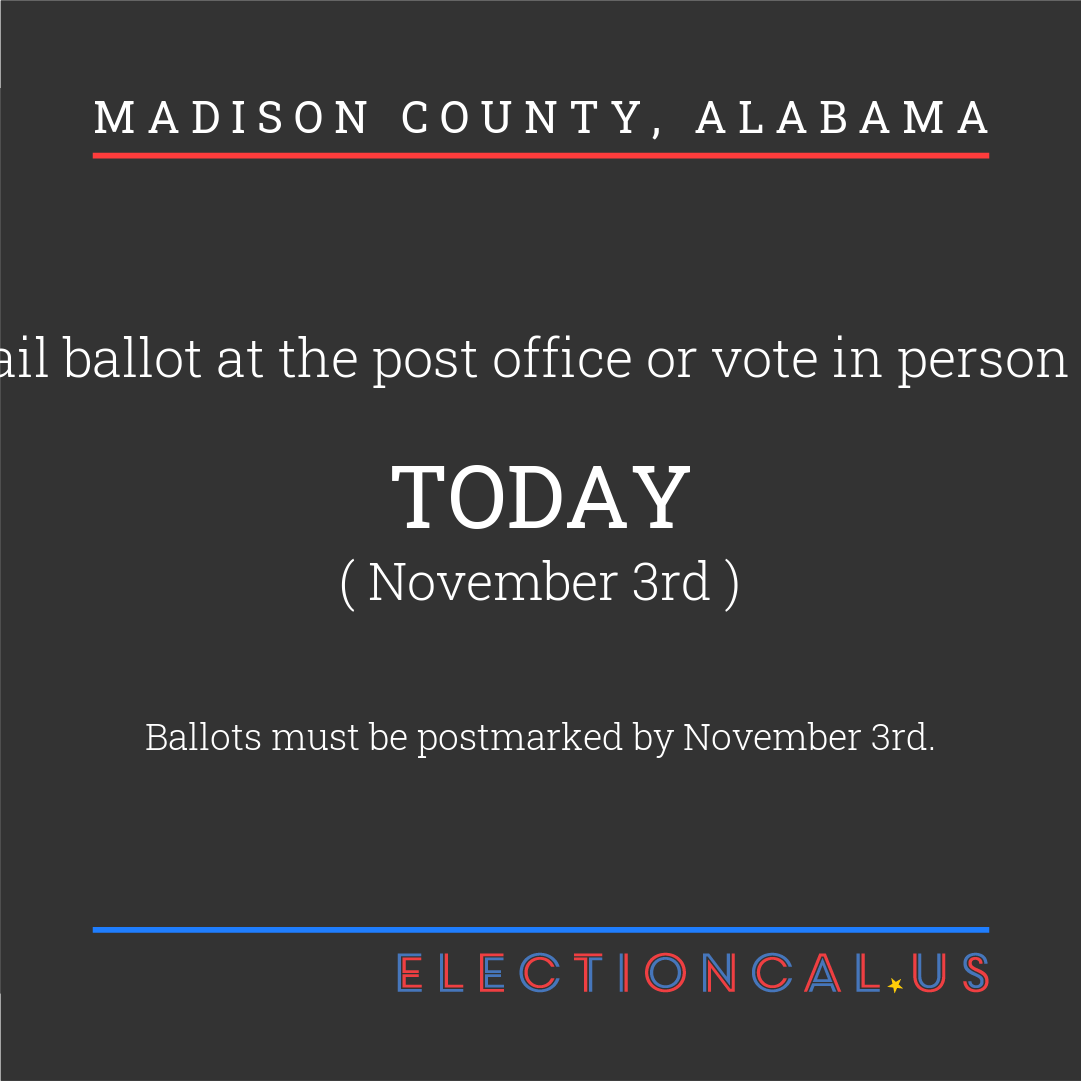 MADISON COUNTY, ALABAMA
ail ballot at the post office or vote in person
TODAY
( November 3rd )
Ballots must be postmarked by November 3rd.
ELECTIONCAL.US